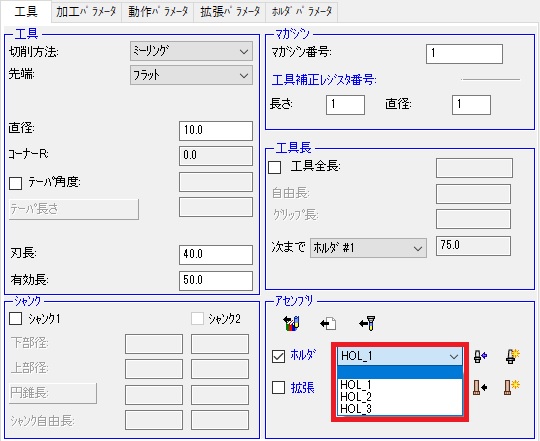 工具 加工ﾊﾟﾗﾒｰﾀ 動作ﾊﾟﾗﾒｰﾀ 拡張ﾊﾟﾗﾒｰﾀ ﾎﾙﾀﾞﾊﾟﾗﾒｰﾀ
工具
切削方法: ﾐｰﾘﾝｸﾞ
先端: ﾌﾗｯﾄ
直径: 10.0
ｺｰﾅｰR: 0.0
ﾃｰﾊﾟ角度:
ﾃｰﾊﾟ長さ
刃長: 40.0
有効長: 50.0
ﾏｶﾞｼﾞﾝ
ﾏｶﾞｼﾞﾝ番号: 1
工具補正ﾚｼﾞｽﾀ番号:
長さ: 1 直径: 1
工具長
工具全長:
自由長:
ｸﾞﾘｯﾌﾟ長:
次まで ﾎﾙﾀﾞ#1 75.0
ｼｬﾝｸ
ｼｬﾝｸ1 ｼｬﾝｸ2
下部径:
上部径:
円錐長:
ｼｬﾝｸ自由長:
ｱｾﾝﾌﾞﾘ
ﾎﾙﾀﾞ HOL_1
拡張
HOL_1
HOL_2
HOL_3